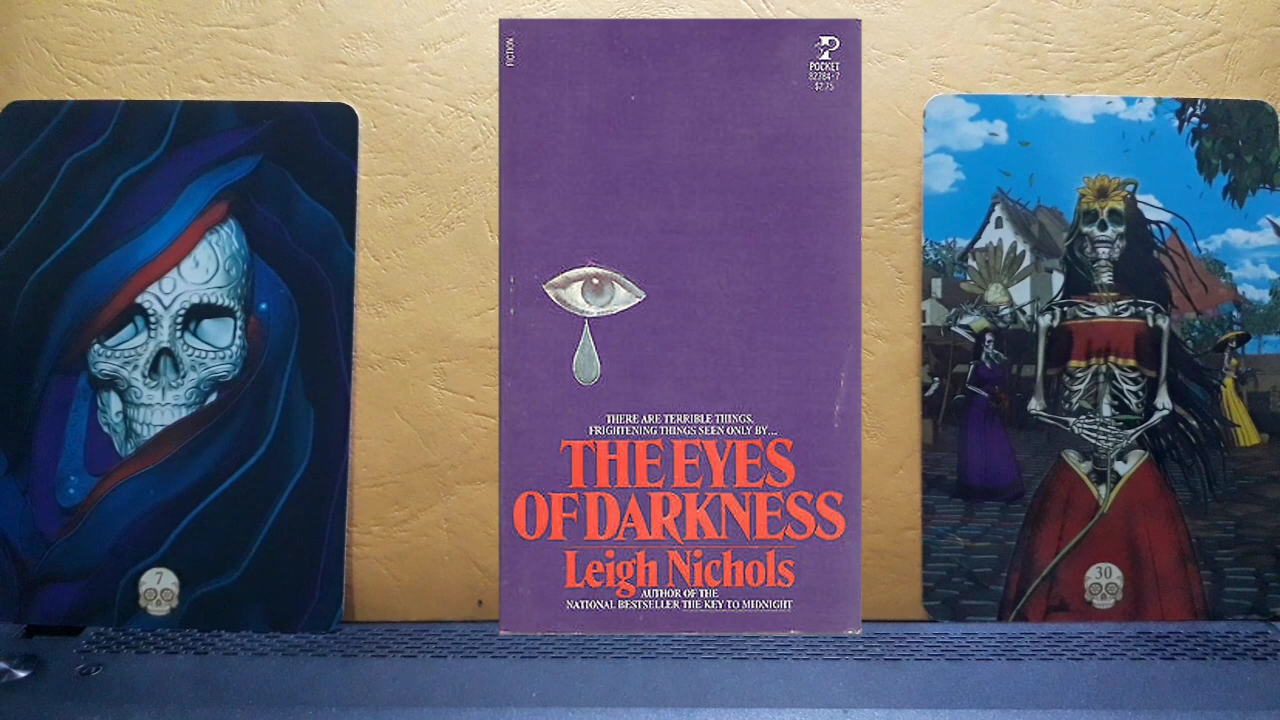 7
FICTION
POCKET
82784-7
$2.75
THERE ARE TERRIBLE THINGS,
FRIGHTENING THINGS SEEN ONLY BY...
THE EYES
OF DARKNESS
Leigh Nichols
AUTHOR OF THE
NATIONAL BESTSELLER THE KEY TO MIDNIGHT
30